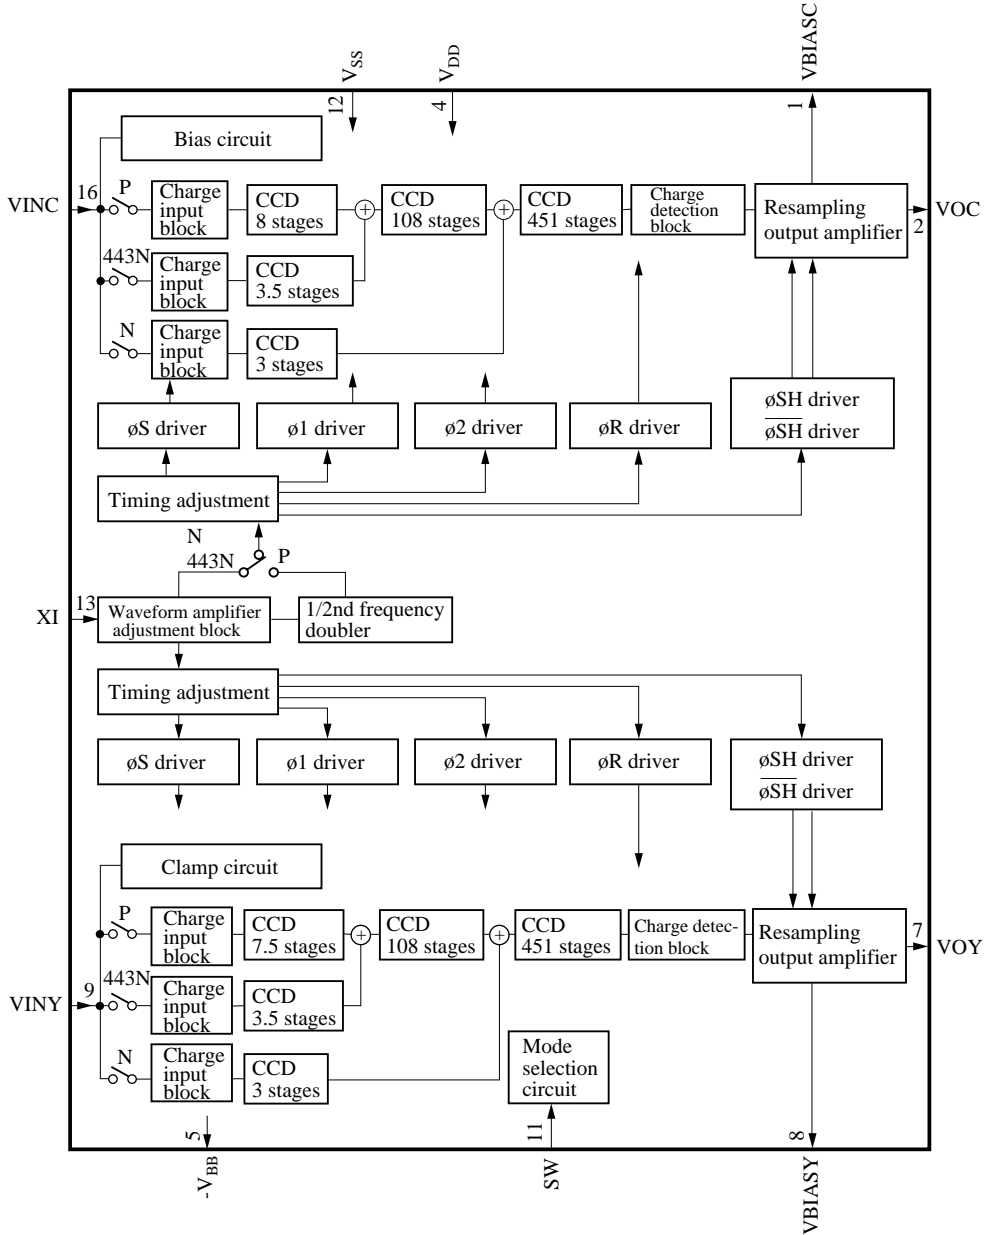 VSS
VDD
VBIASC
12
4
1
Bias circuit
VINC
16
P
Charge
input
block
CCD
8 stages
+
CCD
108 stages
+
CCD
451 stages
Charge
detection
block
Resampling
output amplifier
2
VOC
443N
Charge
input
block
CCD
3.5 stages
N
Charge
input
block
CCD
3 stages
øS driver
ø1 driver
ø2 driver
øR driver
øSH driver
øSH driver
Timing adjustment
N
443N
P
XI
13
Waveform amplifier
adjustment block
1/2nd frequency
doubler
Timing adjustment
øS driver
ø1 driver
ø2 driver
øR driver
øSH driver
øSH driver
Clamp circuit
P
Charge
input
block
CCD
7.5 stages
+
CCD
108 stages
+
CCD
451 stages
Charge detec-
tion block
Resampling
output amplifier
7
VOY
VINY
9
443N
Charge
input
block
CCD
3.5 stages
N
Charge
input
block
CCD
3 stages
Mode
selection
circuit
5
11
8
-VBB
SW
VBIASY